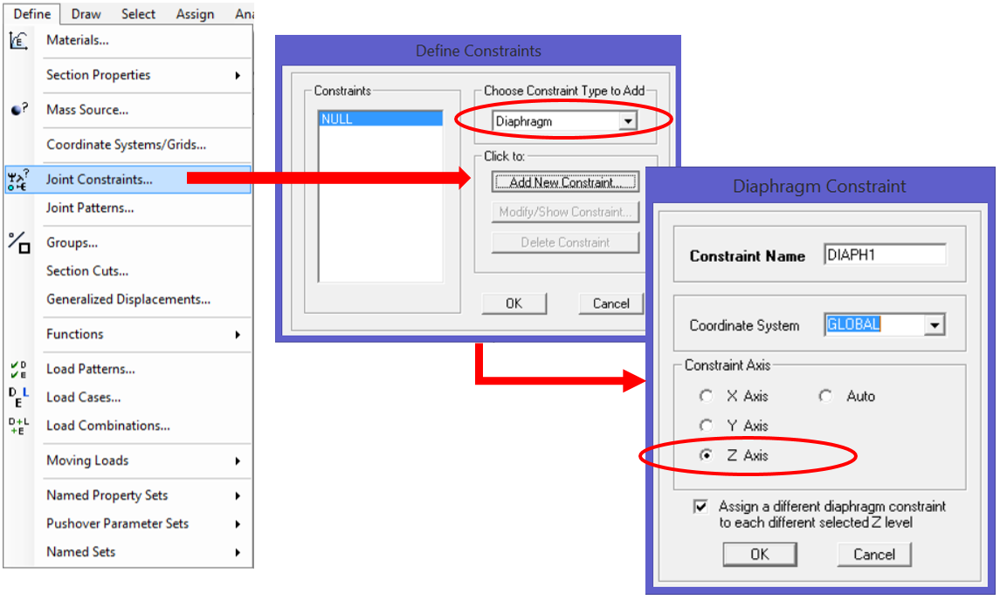 Define Draw Select Assign Ana
Materials...
Section Properties
Mass Source...
Coordinate Systems/Grids...
Joint Constraints...
Joint Patterns...
Groups...
Section Cuts...
Generalized Displacements...
Functions
Load Patterns...
Load Cases...
Load Combinations...
Moving Loads
Named Property Sets
Pushover Parameter Sets
Named Sets
Define Constraints
Constraints
NULL
Choose Constraint Type to Add
Diaphragm
Click to:
Add New Constraint...
Modify/Show Constraint...
Delete Constraint
OK Cancel
Diaphragm Constraint
Constraint Name DIAPH1
Coordinate System GLOBAL
Constraint Axis
X Axis Auto
Y Axis
Z Axis
Assign a different diaphragm constraint
to each different selected Z level
OK Cancel